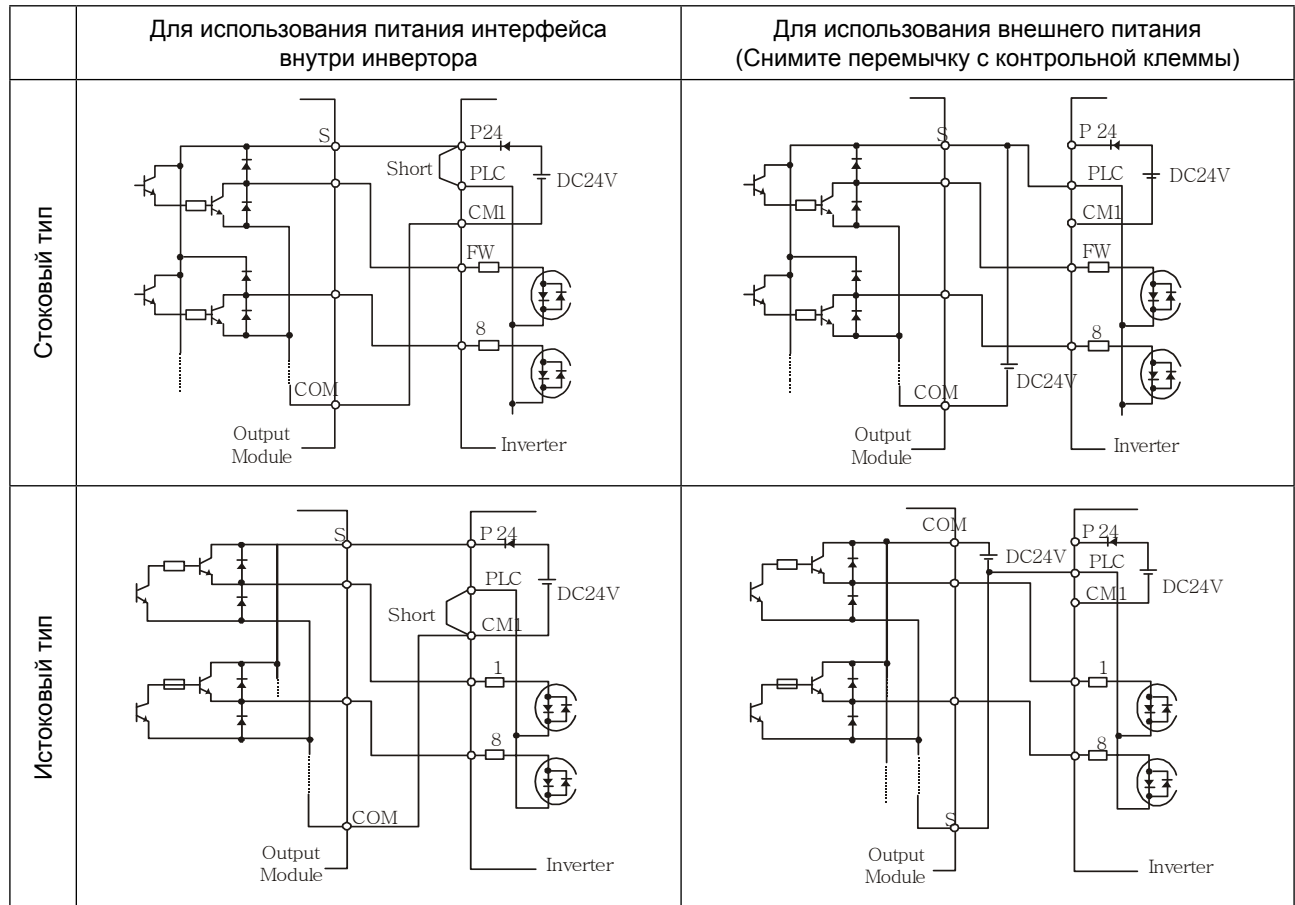 Для использования питания интерфейса
внутри инвертора
Для использования внешнего питания
(Снимите перемычку с контрольной клеммы)
Стоковый тип
S
P24
Short
PLC
DC24V
CM1
FW
8
COM
Output
Module
Inverter
S
P 24
PLC
DC24V
CM1
FW
8
DC24V
COM
Output
Module
Inverter
Истоковый тип
S
P 24
PLC
DC24V
Short
CM1
1
8
COM
Output
Module
Inverter
COM
P 24
DC24V
PLC
DC24V
CM1
1
8
S
Output
Module
Inverter